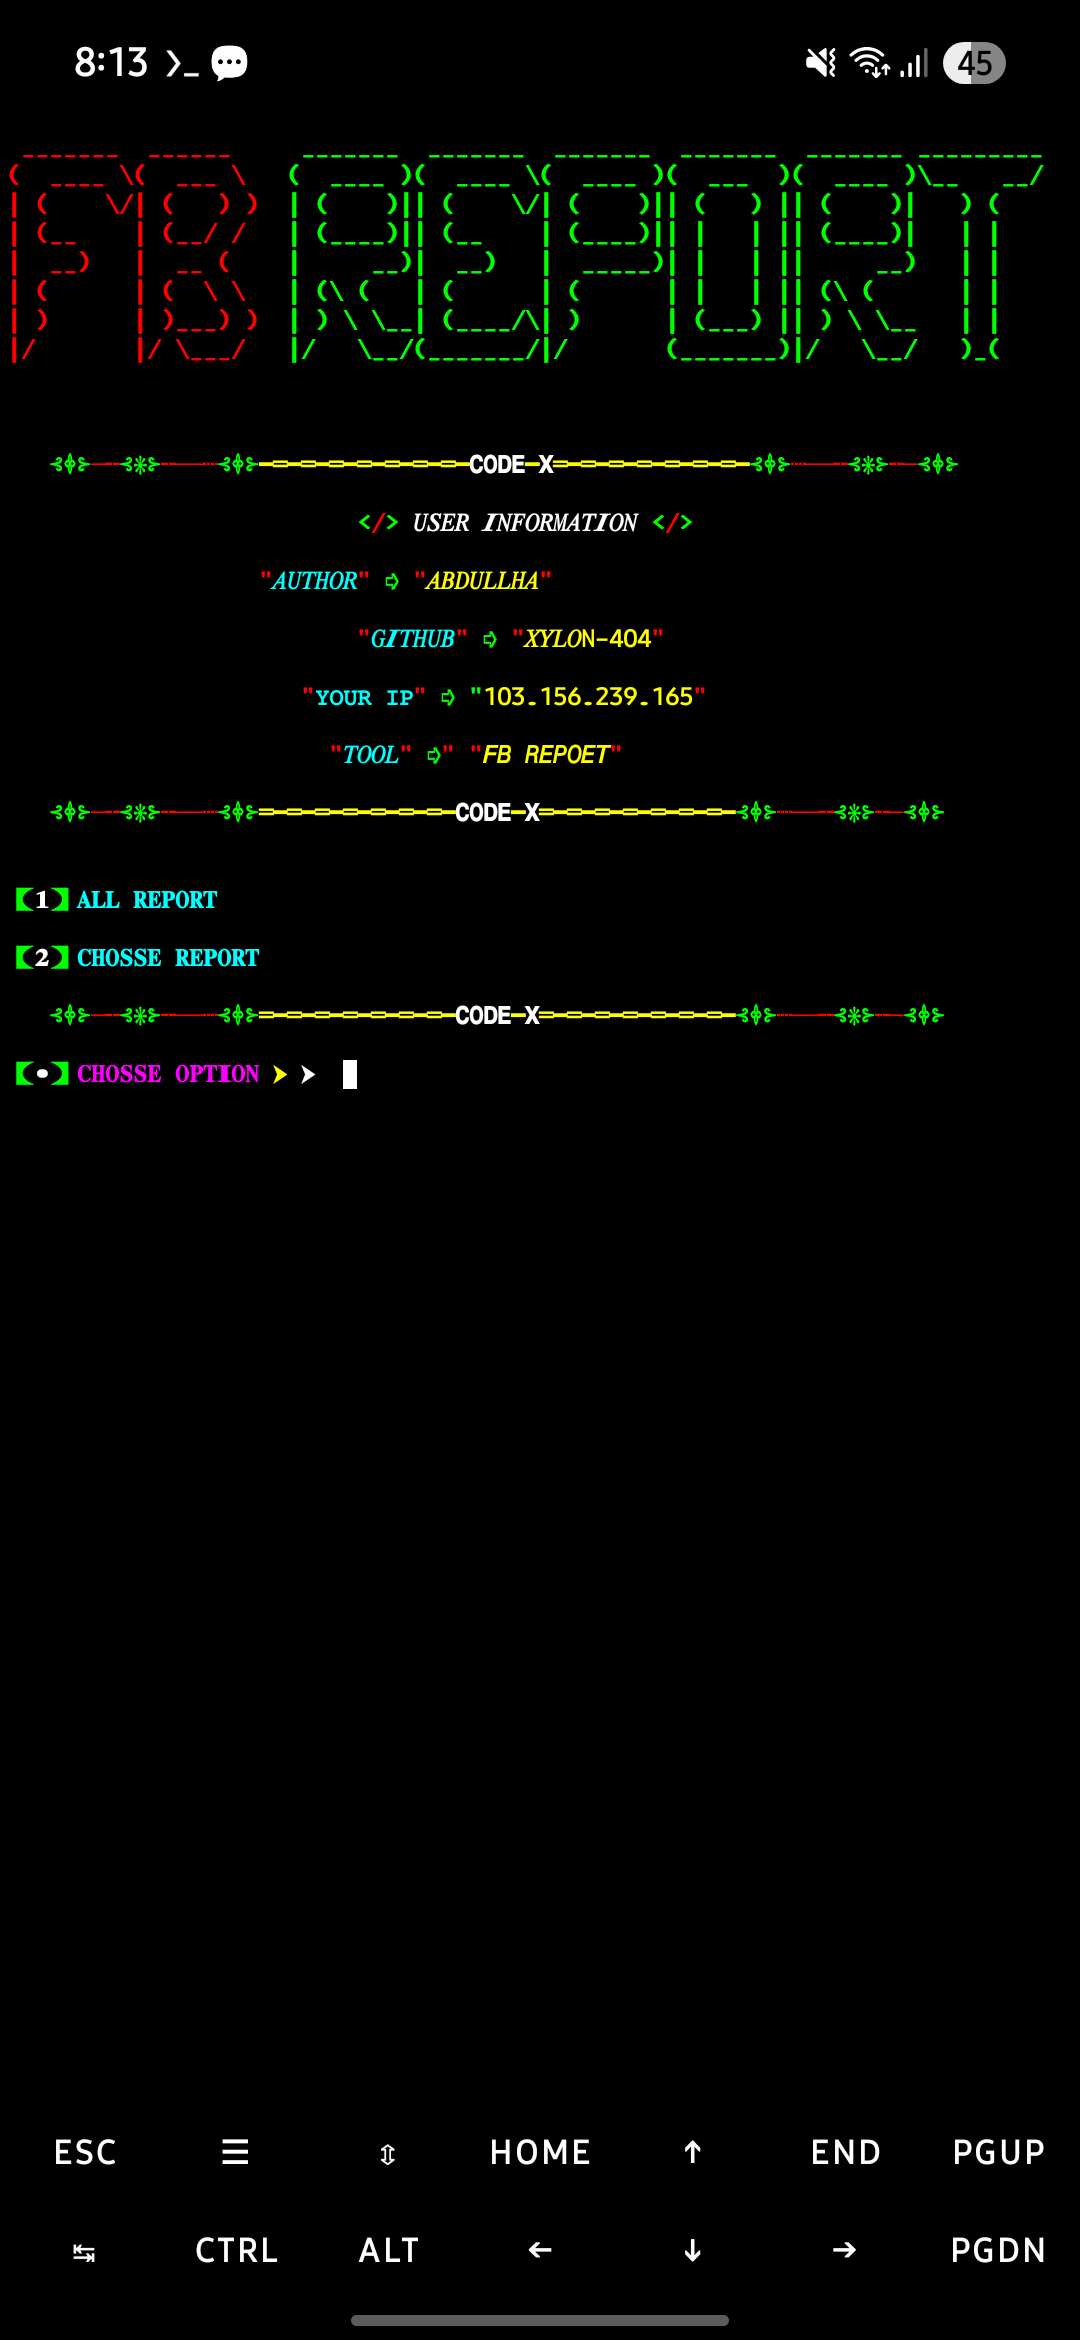 8:13
45
FB REPORT
CODE X
</> USER INFORMATION </>
"AUTHOR" ➪ "ABDULLHA"
"GITHUB" ➪ "XYLON-404"
"YOUR IP" ➪ "103.156.239.165"
"TOOL" ➪" "FB REPOET"
CODE X
【1】ALL REPORT
【2】CHOSSE REPORT
CODE X
【•】CHOSSE OPTION ➤ ➤
ESC ☰ ⇳ HOME ↑ END PGUP
↹ CTRL ALT ← ↓ → PGDN